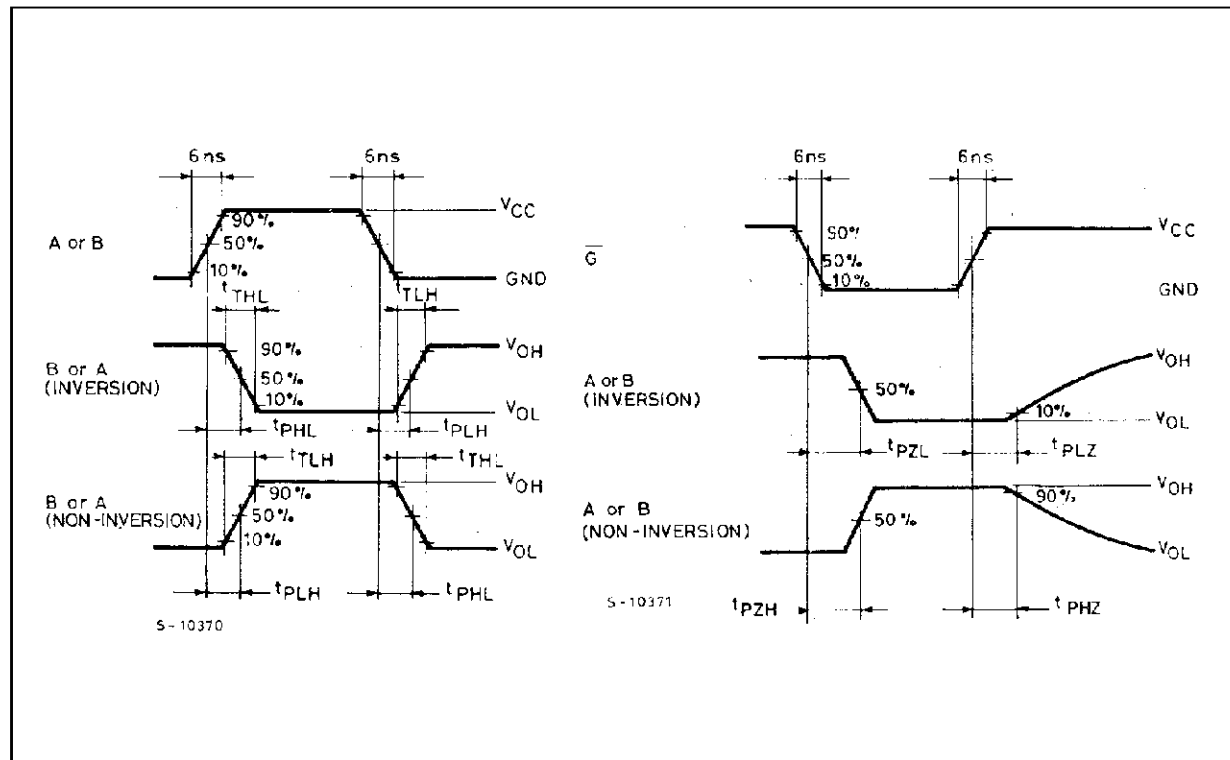 6ns 6ns
VCC
90%
A or B
50%
10%
GND
tTHL tTLH
VOH
90%
B or A
(INVERSION)
50%
10%
VOL
tPHL tPLH
tTLH tTHL
VOH
90%
B or A
(NON-INVERSION)
50%
10%
VOL
tPLH tPHL
S-10370
6ns 6ns
VCC
90%
G
50%
10%
GND
VOH
A or B
(INVERSION)
50%
10%
VOL
tPZL tPLZ
VOH
90%
A or B
(NON-INVERSION)
50%
VOL
S-10371
tPZH tPHZ